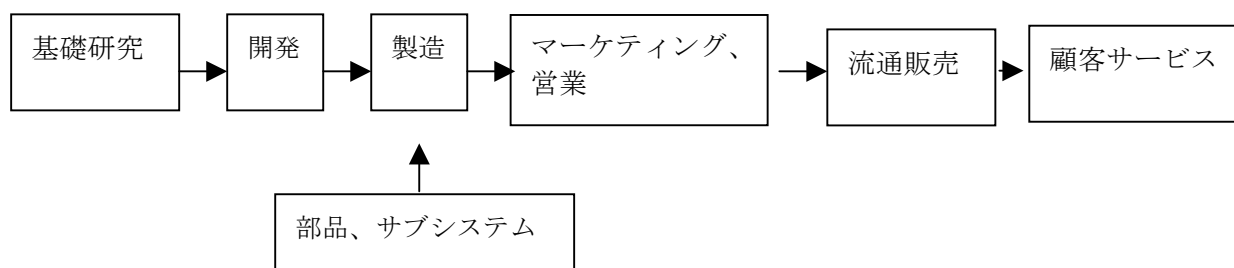 基礎研究
開発
製造
マーケティング、
営業
流通販売
顧客サービス
部品、サブシステム